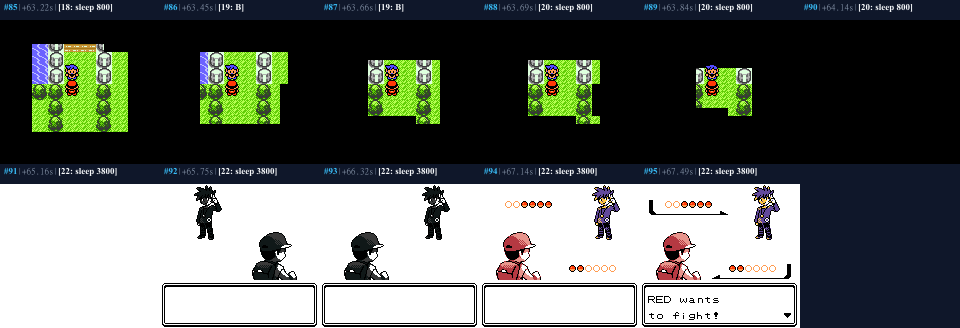 #85|+63.22s| [18: sleep 800]
#86|+63.45s| [19: B]
#87|+63.66s| [19: B]
#88|+63.69s| [20: sleep 800]
#89|+63.84s| [20: sleep 800]
#90|+64.14s| [20: sleep 800]
#91|+65.16s| [22: sleep 3800]
#92|+65.75s| [22: sleep 3800]
#93|+66.32s| [22: sleep 3800]
#94|+67.14s| [22: sleep 3800]
#95|+67.49s| [22: sleep 3800]
RED wants
to fight!